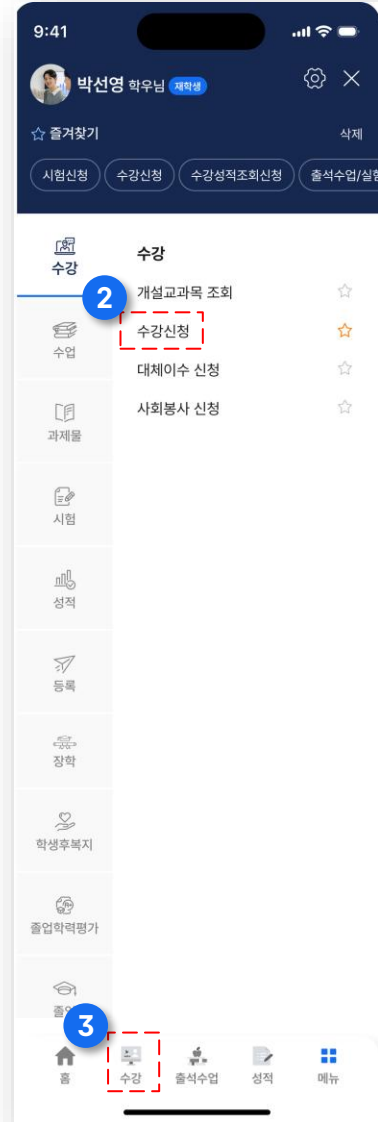 9:41
박선영 학우님 재학생
즐겨찾기 삭제
시험신청 수강신청 수강성적조회신청 출석수업/실험
수강
수업
과제물
시험
성적
등록
장학
학생후복지
졸업학력평가
수강
개설교과목 조회
2
수강신청
대체이수 신청
사회봉사 신청
3
홈 수강 출석수업 성적 메뉴